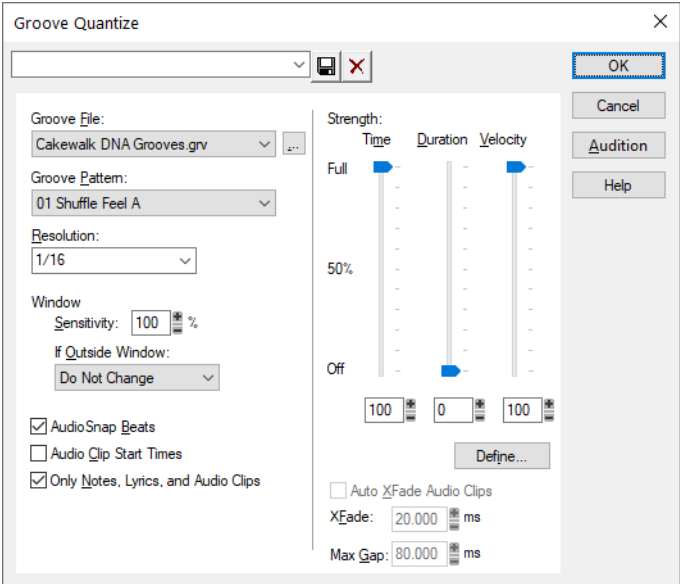 Groove Quantize
OK
Cancel
Audition
Help
Groove File:
Cakewalk DNA Grooves.grv
...
Groove Pattern:
01 Shuffle Feel A
Resolution:
1/16
Window
Sensitivity: 100 %
If Outside Window:
Do Not Change
AudioSnap Beats
Audio Clip Start Times
Only Notes, Lyrics, and Audio Clips
Strength:
Time Duration Velocity
Full
50%
Off
100 0 100
Define...
Auto XFade Audio Clips
XFade: 20.000 ms
Max Gap: 80.000 ms